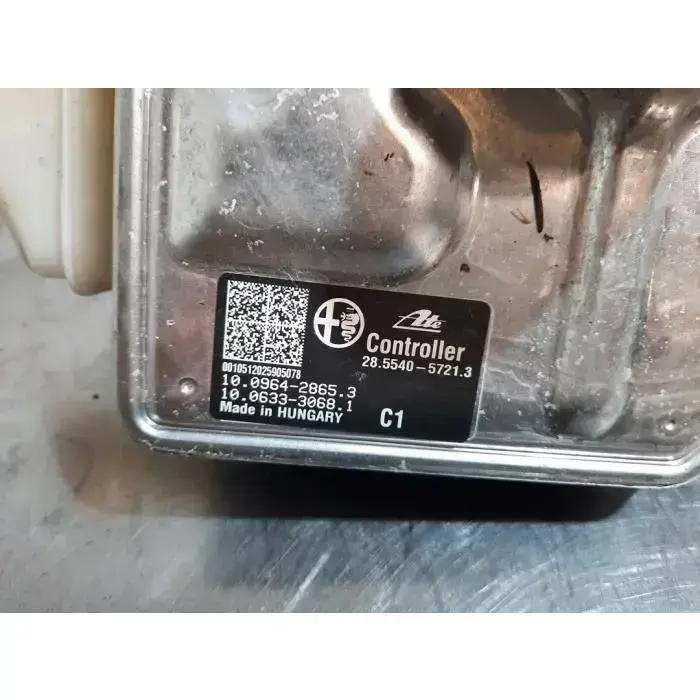 Ate
Controller
28.5540-5721.3
0010512025905078
10.0964-2865.3
10.0633-3068.1
Made in HUNGARY
C1